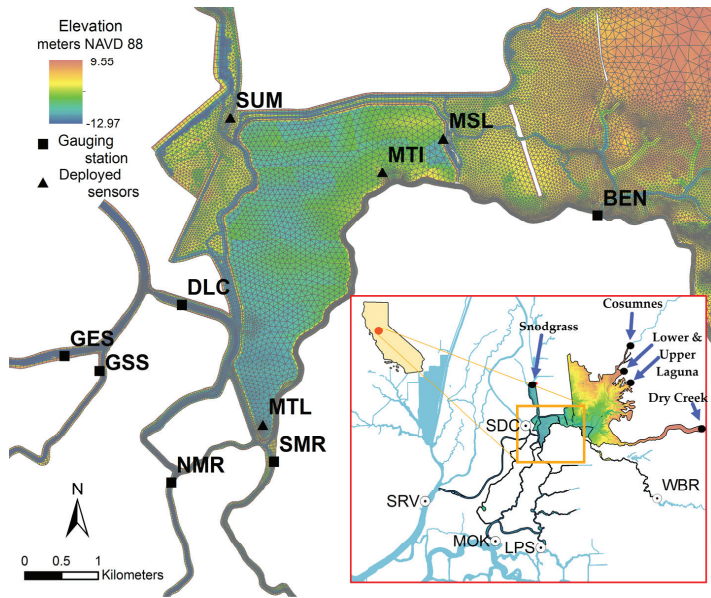 Elevation
meters NAVD 88
9.55
-12.97
Gauging
station
Deployed
sensors
SUM
MSL
MTI
BEN
DLC
GES
GSS
MTL
SMR
NMR
N
0 0.5 1
Kilometers
Cosumnes
Snodgrass
Lower &
Upper
Laguna
Dry Creek
SDC
WBR
SRV
MOK
LPS